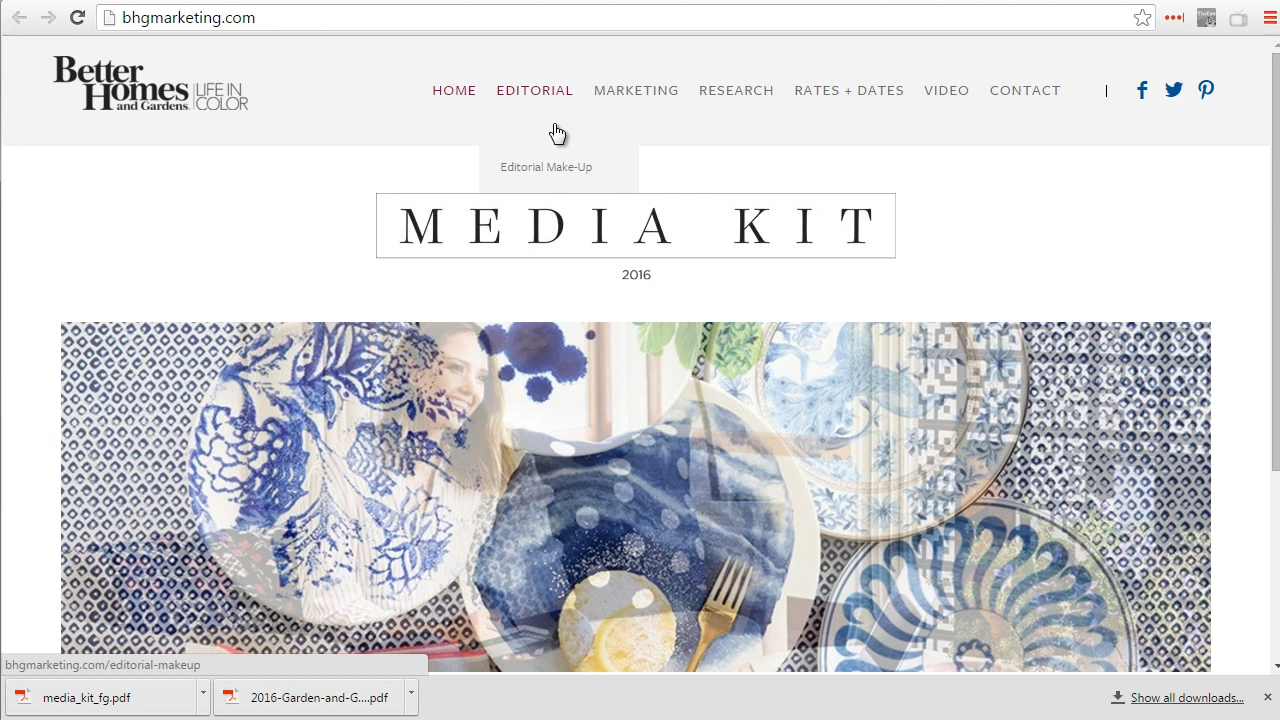 bhgmarketing.com
Better
Homes
and Gardens.
LIFE IN
COLOR
HOME EDITORIAL MARKETING RESEARCH RATES + DATES VIDEO CONTACT
Editorial Make-Up
MEDIA KIT
2016
bhgmarketing.com/editorial-makeup
media_kit_fg.pdf
2016-Garden-and-G....pdf
Show all downloads...